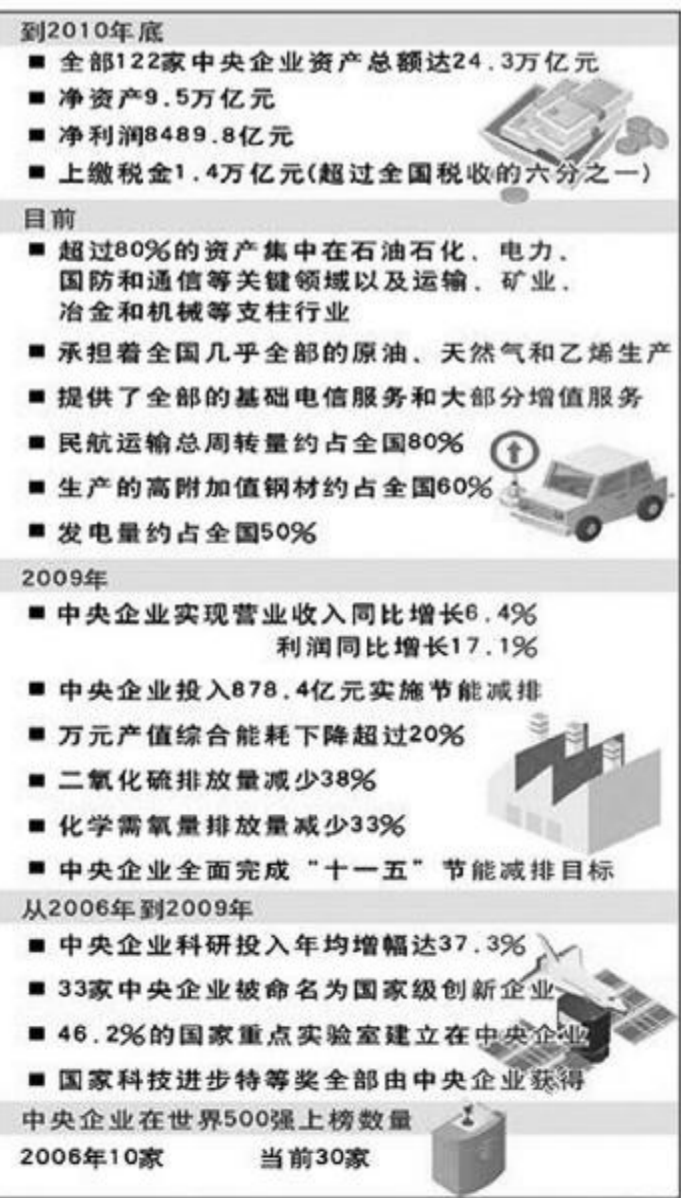 到2010年底
■ 全部122家中央企业资产总额达24.3万亿元
■ 净资产9.5万亿元
■ 净利润8489.8亿元
■ 上缴税金1.4万亿元(超过全国税收的六分之一)
目前
■ 超过80%的资产集中在石油石化、电力、
国防和通信等关键领域以及运输、矿业、
冶金和机械等支柱行业
■ 承担着全国几乎全部的原油、天然气和乙烯生产
■ 提供了全部的基础电信服务和大部分增值服务
■ 民航运输总周转量约占全国80%
■ 生产的高附加值钢材约占全国60%
■ 发电量约占全国50%
2009年
■ 中央企业实现营业收入同比增长6.4%
利润同比增长17.1%
■ 中央企业投入878.4亿元实施节能减排
■ 万元产值综合能耗下降超过20%
■ 二氧化硫排放量减少38%
■ 化学需氧量排放量减少33%
■ 中央企业全面完成“十一五”节能减排目标
从2006年到2009年
■ 中央企业科研投入年均增幅达37.3%
■ 33家中央企业被命名为国家级创新企业
■ 46.2%的国家重点实验室建立在中央企业
■ 国家科技进步特等奖全部由中央企业获得
中央企业在世界500强上榜数量
2006年10家 当前30家